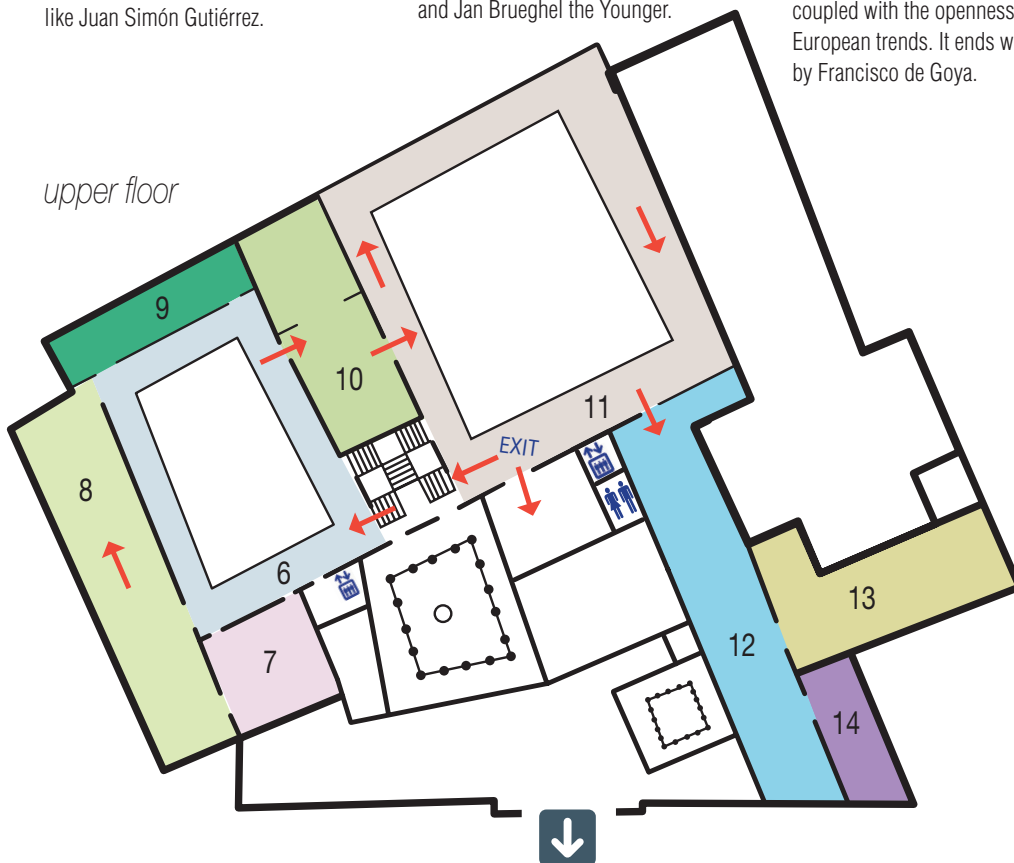 like Juan Simón Gutiérrez.
and Jan Brueghel the Younger.
coupled with the openness
European trends. It ends w
by Francisco de Goya.
upper floor
9
10
11
EXIT
8
6
7
12
13
14